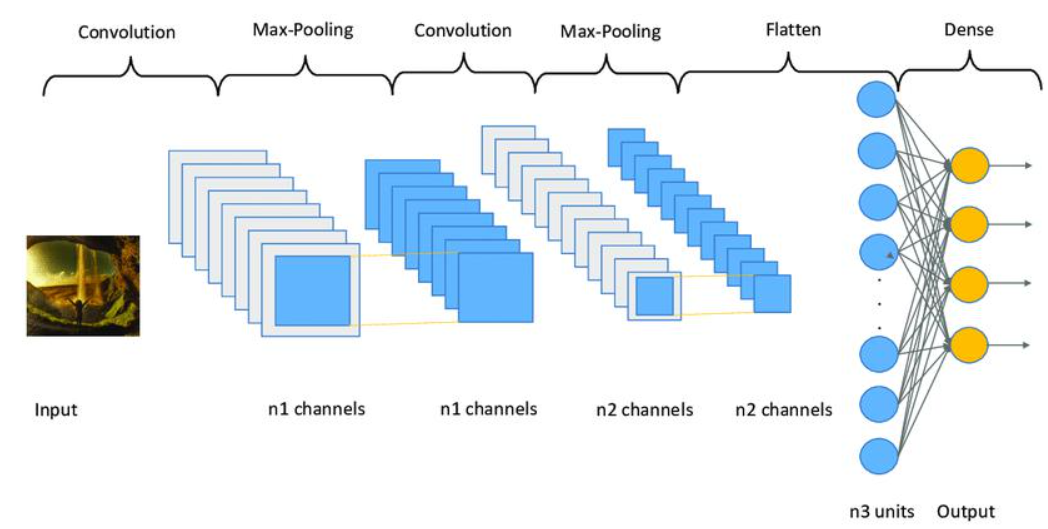 Convolution
Max-Pooling
Convolution
Max-Pooling
Flatten
Dense
Input
n1 channels
n1 channels
n2 channels
n2 channels
n3 units
Output